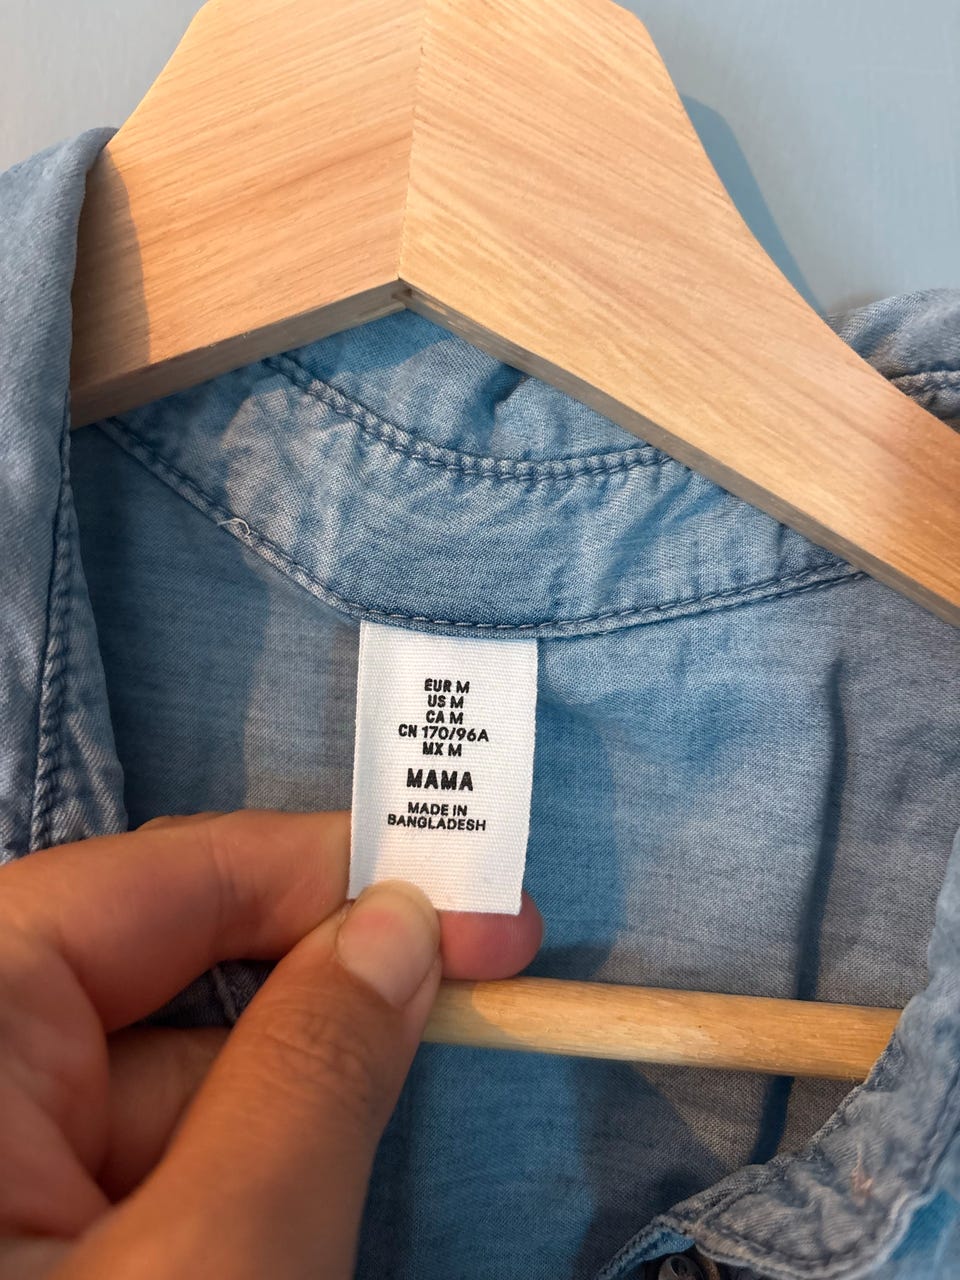 EUR M
US M
CA M
CN 170/96A
MX M
MAMA
MADE IN
BANGLADESH